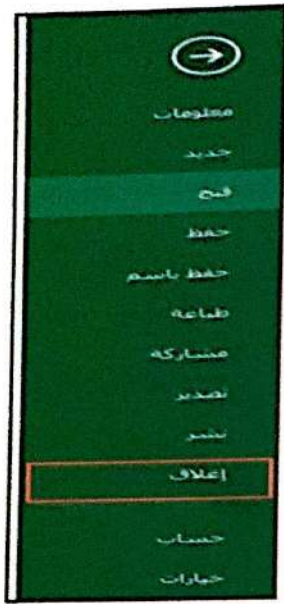 معلومات
جديد
فتح
حفظ
حفظ باسم
طباعة
مشاركة
تصدير
نشر
إغلاق
حساب
خيارات